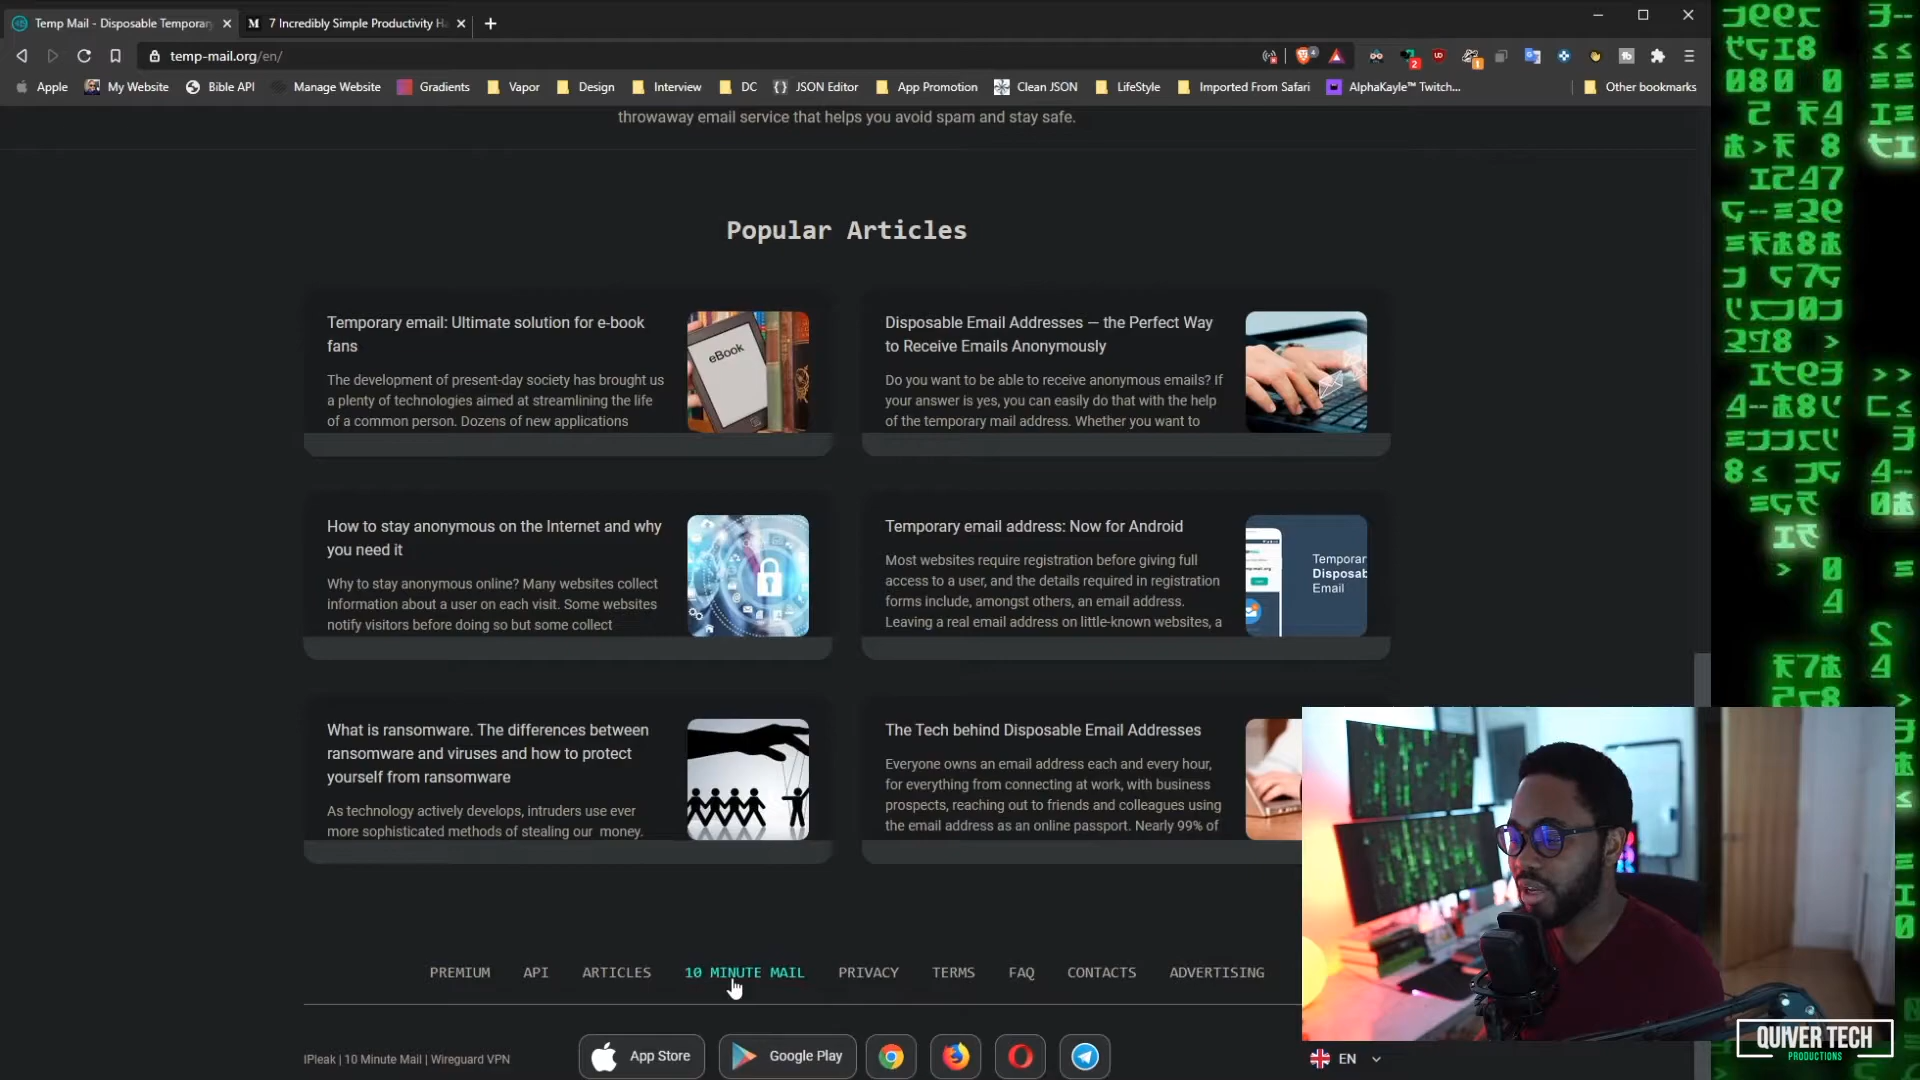 Temp Mail - Disposable Temporary
7 Incredibly Simple Productivity Ha
temp-mail.org/en/
Apple
My Website
Bible API
Manage Website
Gradients
Vapor
Design
Interview
DC
JSON Editor
App Promotion
Clean JSON
LifeStyle
Imported From Safari
AlphaKayle™ Twitch...
Other bookmarks
throwaway email service that helps you avoid spam and stay safe.
Popular Articles
Temporary email: Ultimate solution for e-book
fans
The development of present-day society has brought us
a plenty of technologies aimed at streamlining the life
of a common person. Dozens of new applications
eBook
Disposable Email Addresses — the Perfect Way
to Receive Emails Anonymously
Do you want to be able to receive anonymous emails? If
your answer is yes, you can easily do that with the help
of the temporary mail address. Whether you want to
How to stay anonymous on the Internet and why
you need it
Why to stay anonymous online? Many websites collect
information about a user on each visit. Some websites
notify visitors before doing so but some collect
Temporary email address: Now for Android
Most websites require registration before giving full
access to a user, and the details required in registration
forms include, amongst others, an email address.
Leaving a real email address on little-known websites, a
Temporar
Disposab
Email
What is ransomware. The differences between
ransomware and viruses and how to protect
yourself from ransomware
As technology actively develops, intruders use ever
more sophisticated methods of stealing our money.
The Tech behind Disposable Email Addresses
Everyone owns an email address each and every hour,
for everything from connecting at work, with business
prospects, reaching out to friends and colleagues using
the email address as an online passport. Nearly 99% of
PREMIUM
API
ARTICLES
10 MINUTE MAIL
PRIVACY
TERMS
FAQ
CONTACTS
ADVERTISING
IPleak | 10 Minute Mail | Wireguard VPN
App Store
Google Play
EN
QUIVER TECH
PRODUCTIONS